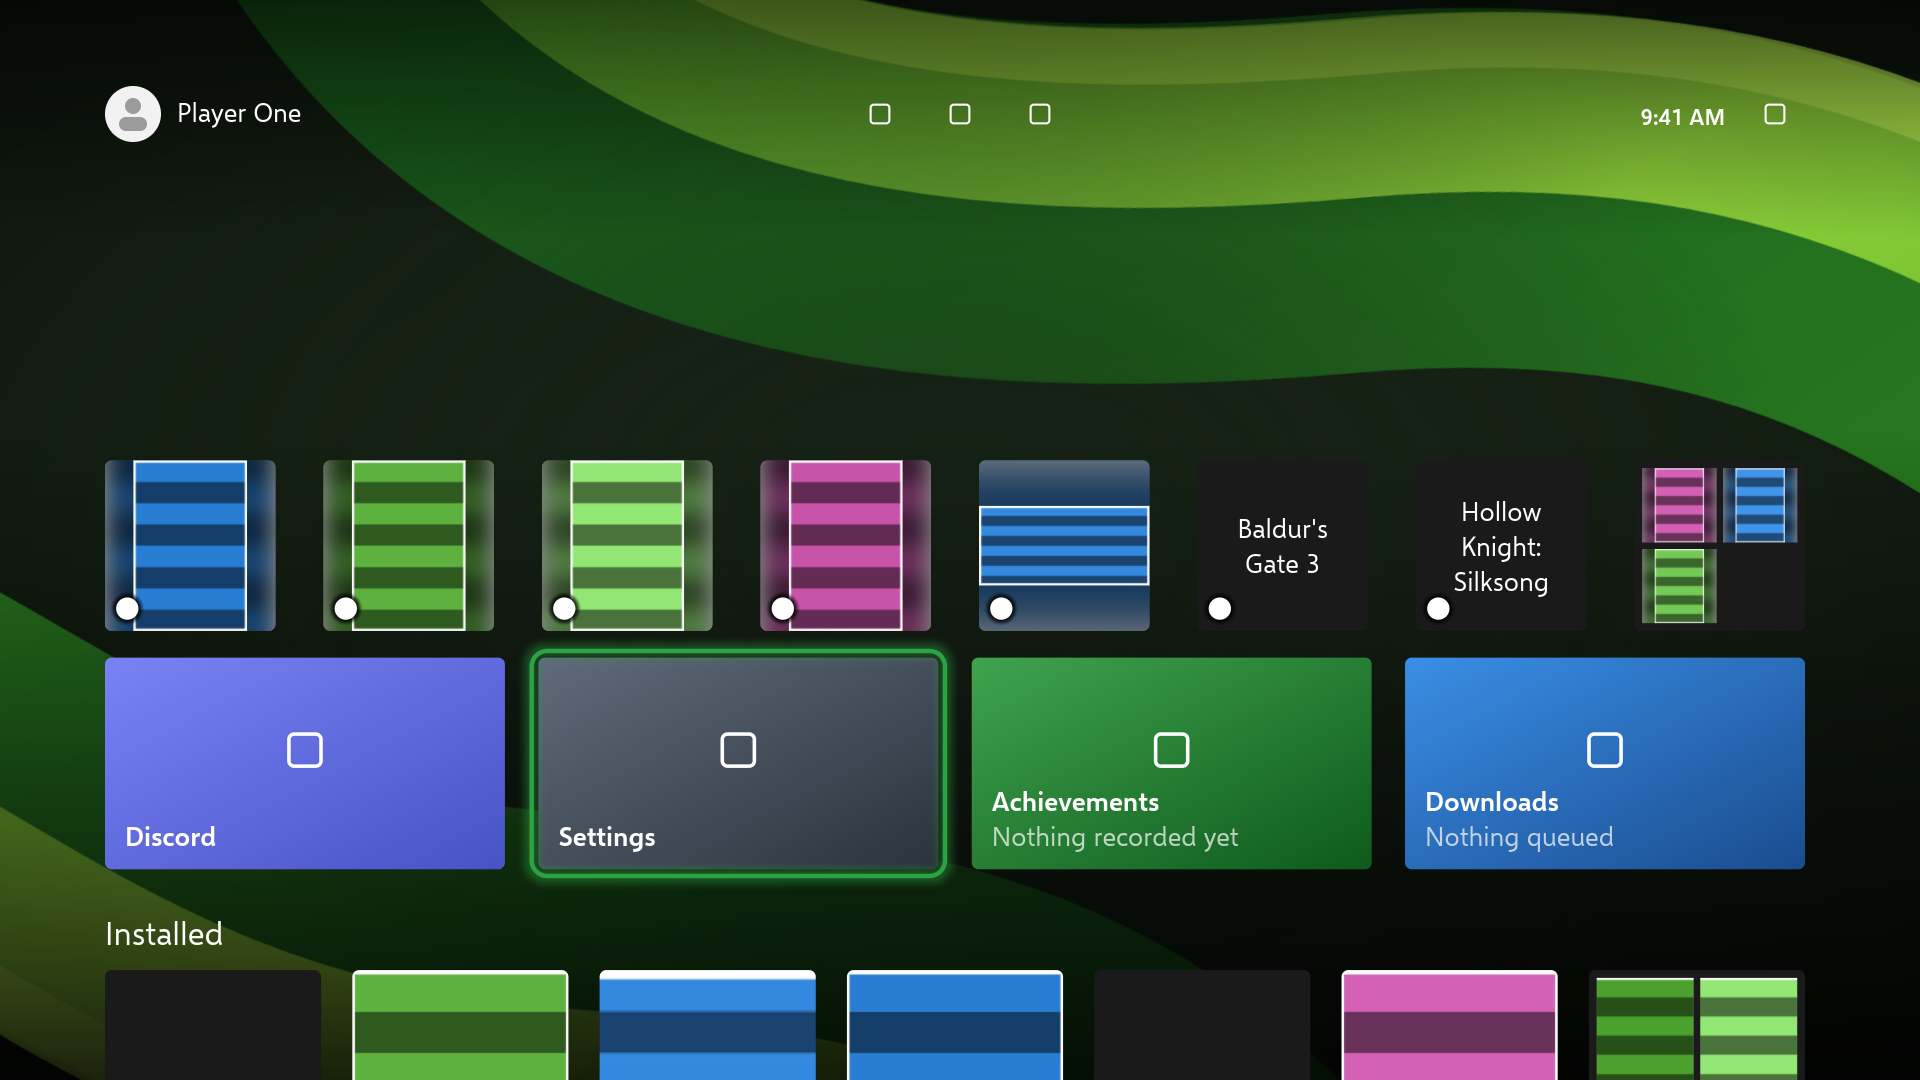 Player One
9:41 AM
Baldur's
Gate 3
Hollow
Knight:
Silksong
Discord
Settings
Achievements
Nothing recorded yet
Downloads
Nothing queued
Installed